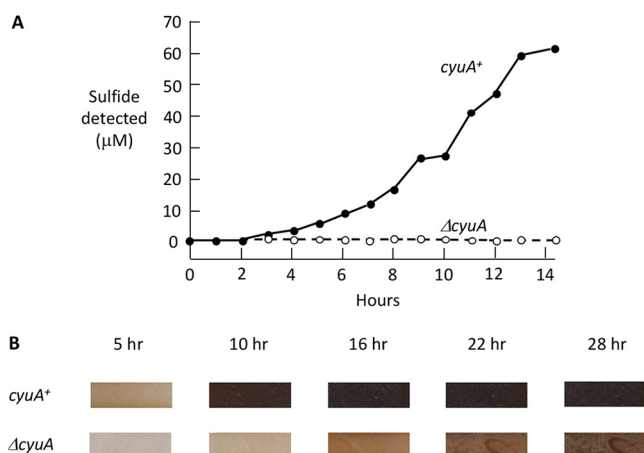 A
70
60
50
40
30
20
10
0
Sulfide
detected
(μM)
cyuA⁺
ΔcyuA
0 2 4 6 8 10 12 14
Hours
B
5 hr 10 hr 16 hr 22 hr 28 hr
cyuA⁺
ΔcyuA